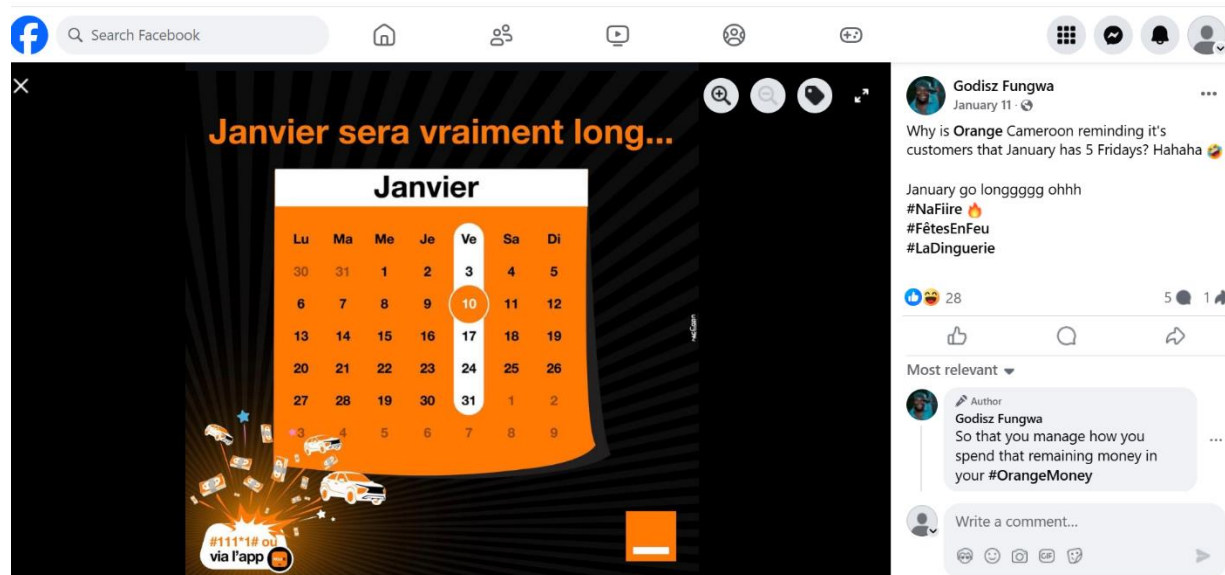 Search Facebook
Janvier sera vraiment long...
Janvier
Lu Ma Me Je Ve Sa Di
30 31 1 2 3 4 5
6 7 8 9 10 11 12
13 14 15 16 17 18 19
20 21 22 23 24 25 26
27 28 19 30 31 1 2
3 4 5 6 7 8 9
#111*1# ou
via l'app
Godisz Fungwa
January 11
Why is Orange Cameroon reminding it's
customers that January has 5 Fridays? Hahaha 🤣
January go longgggg ohhh
#NaFiire 🔥
#FêtesEnFeu
#LaDinguerie
28
5 1
Most relevant
Author
Godisz Fungwa
So that you manage how you
spend that remaining money in
your #OrangeMoney
Write a comment...
GIF